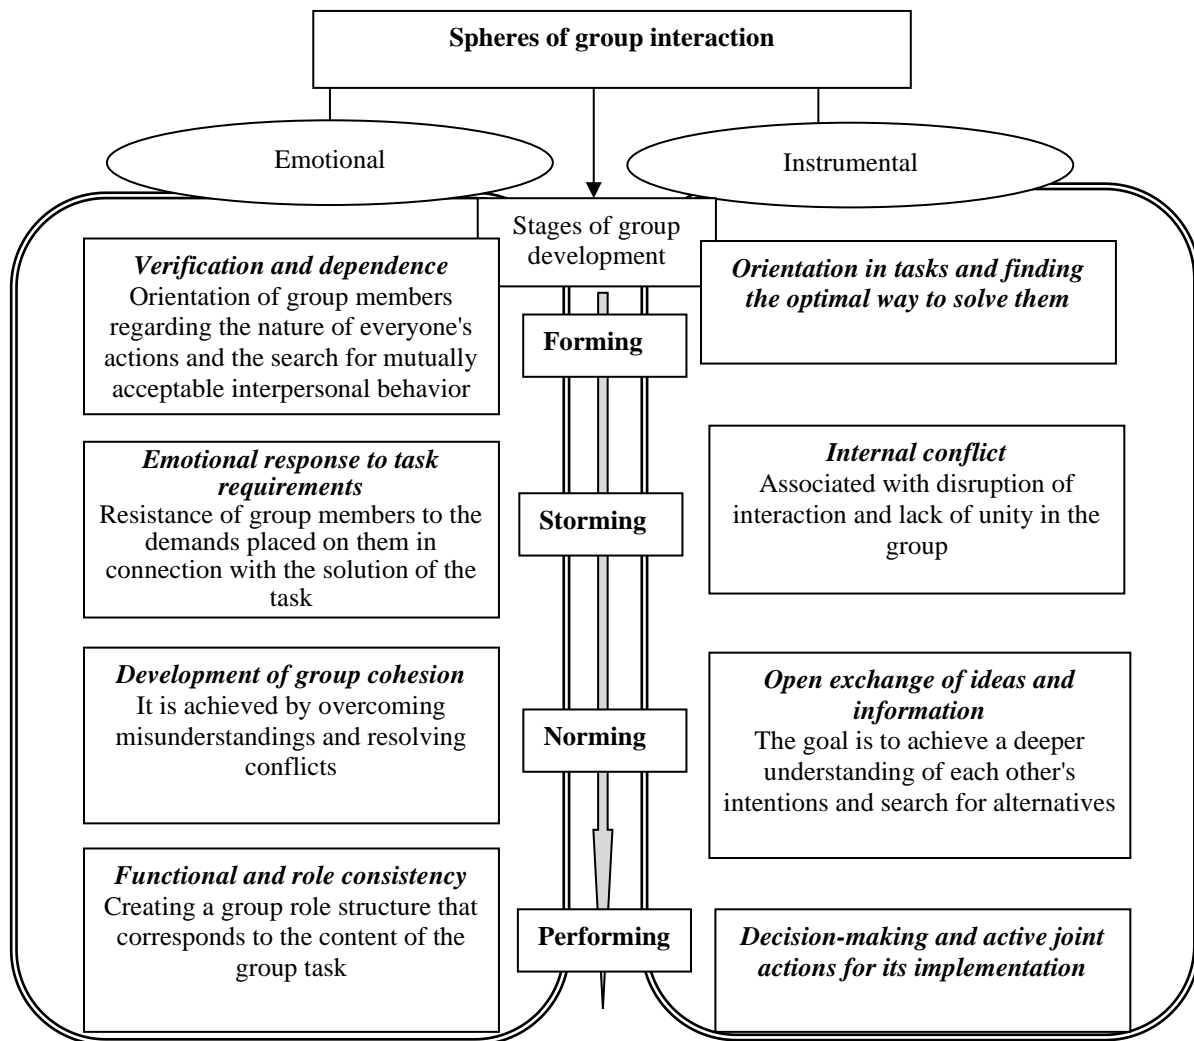 Spheres of group interaction
Emotional
Instrumental
Stages of group
development
Verification and dependence
Orientation of group members
regarding the nature of everyone's
actions and the search for mutually
acceptable interpersonal behavior
Forming
Orientation in tasks and finding
the optimal way to solve them
Emotional response to task
requirements
Resistance of group members to the
demands placed on them in
connection with the solution of the
task
Storming
Internal conflict
Associated with disruption of
interaction and lack of unity in the
group
Development of group cohesion
It is achieved by overcoming
misunderstandings and resolving
conflicts
Norming
Open exchange of ideas and
information
The goal is to achieve a deeper
understanding of each other's
intentions and search for alternatives
Functional and role consistency
Creating a group role structure that
corresponds to the content of the
group task
Performing
Decision-making and active joint
actions for its implementation